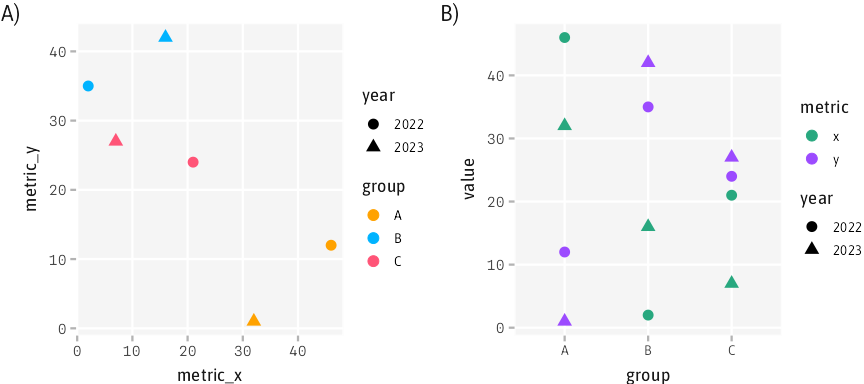 A)
metric_y
40
30
20
10
0
0 10 20 30 40
metric_x
year
2022
2023
group
A
B
C
B)
value
40
30
20
10
0
A B C
group
metric
x
y
year
2022
2023